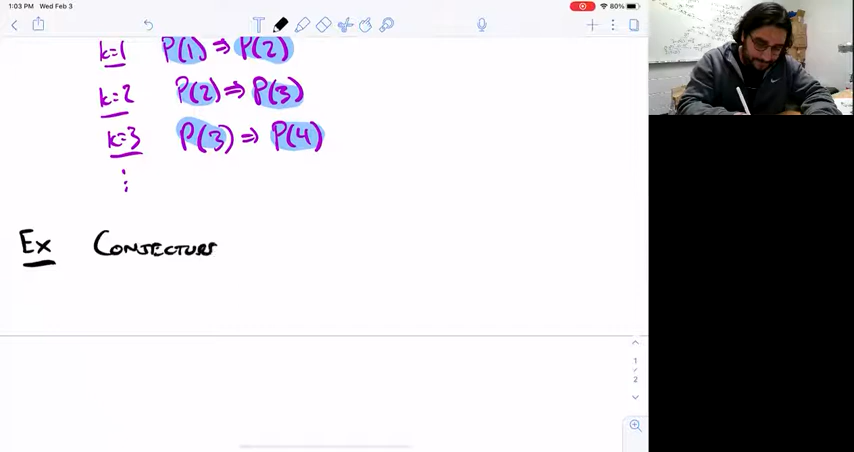 1:03 PM Wed Feb 3
80%
k=1 P(1) ⇒ P(2)
k=2 P(2) ⇒ P(3)
k=3 P(3) ⇒ P(4)
⋮
Ex CONJECTURE
1
2